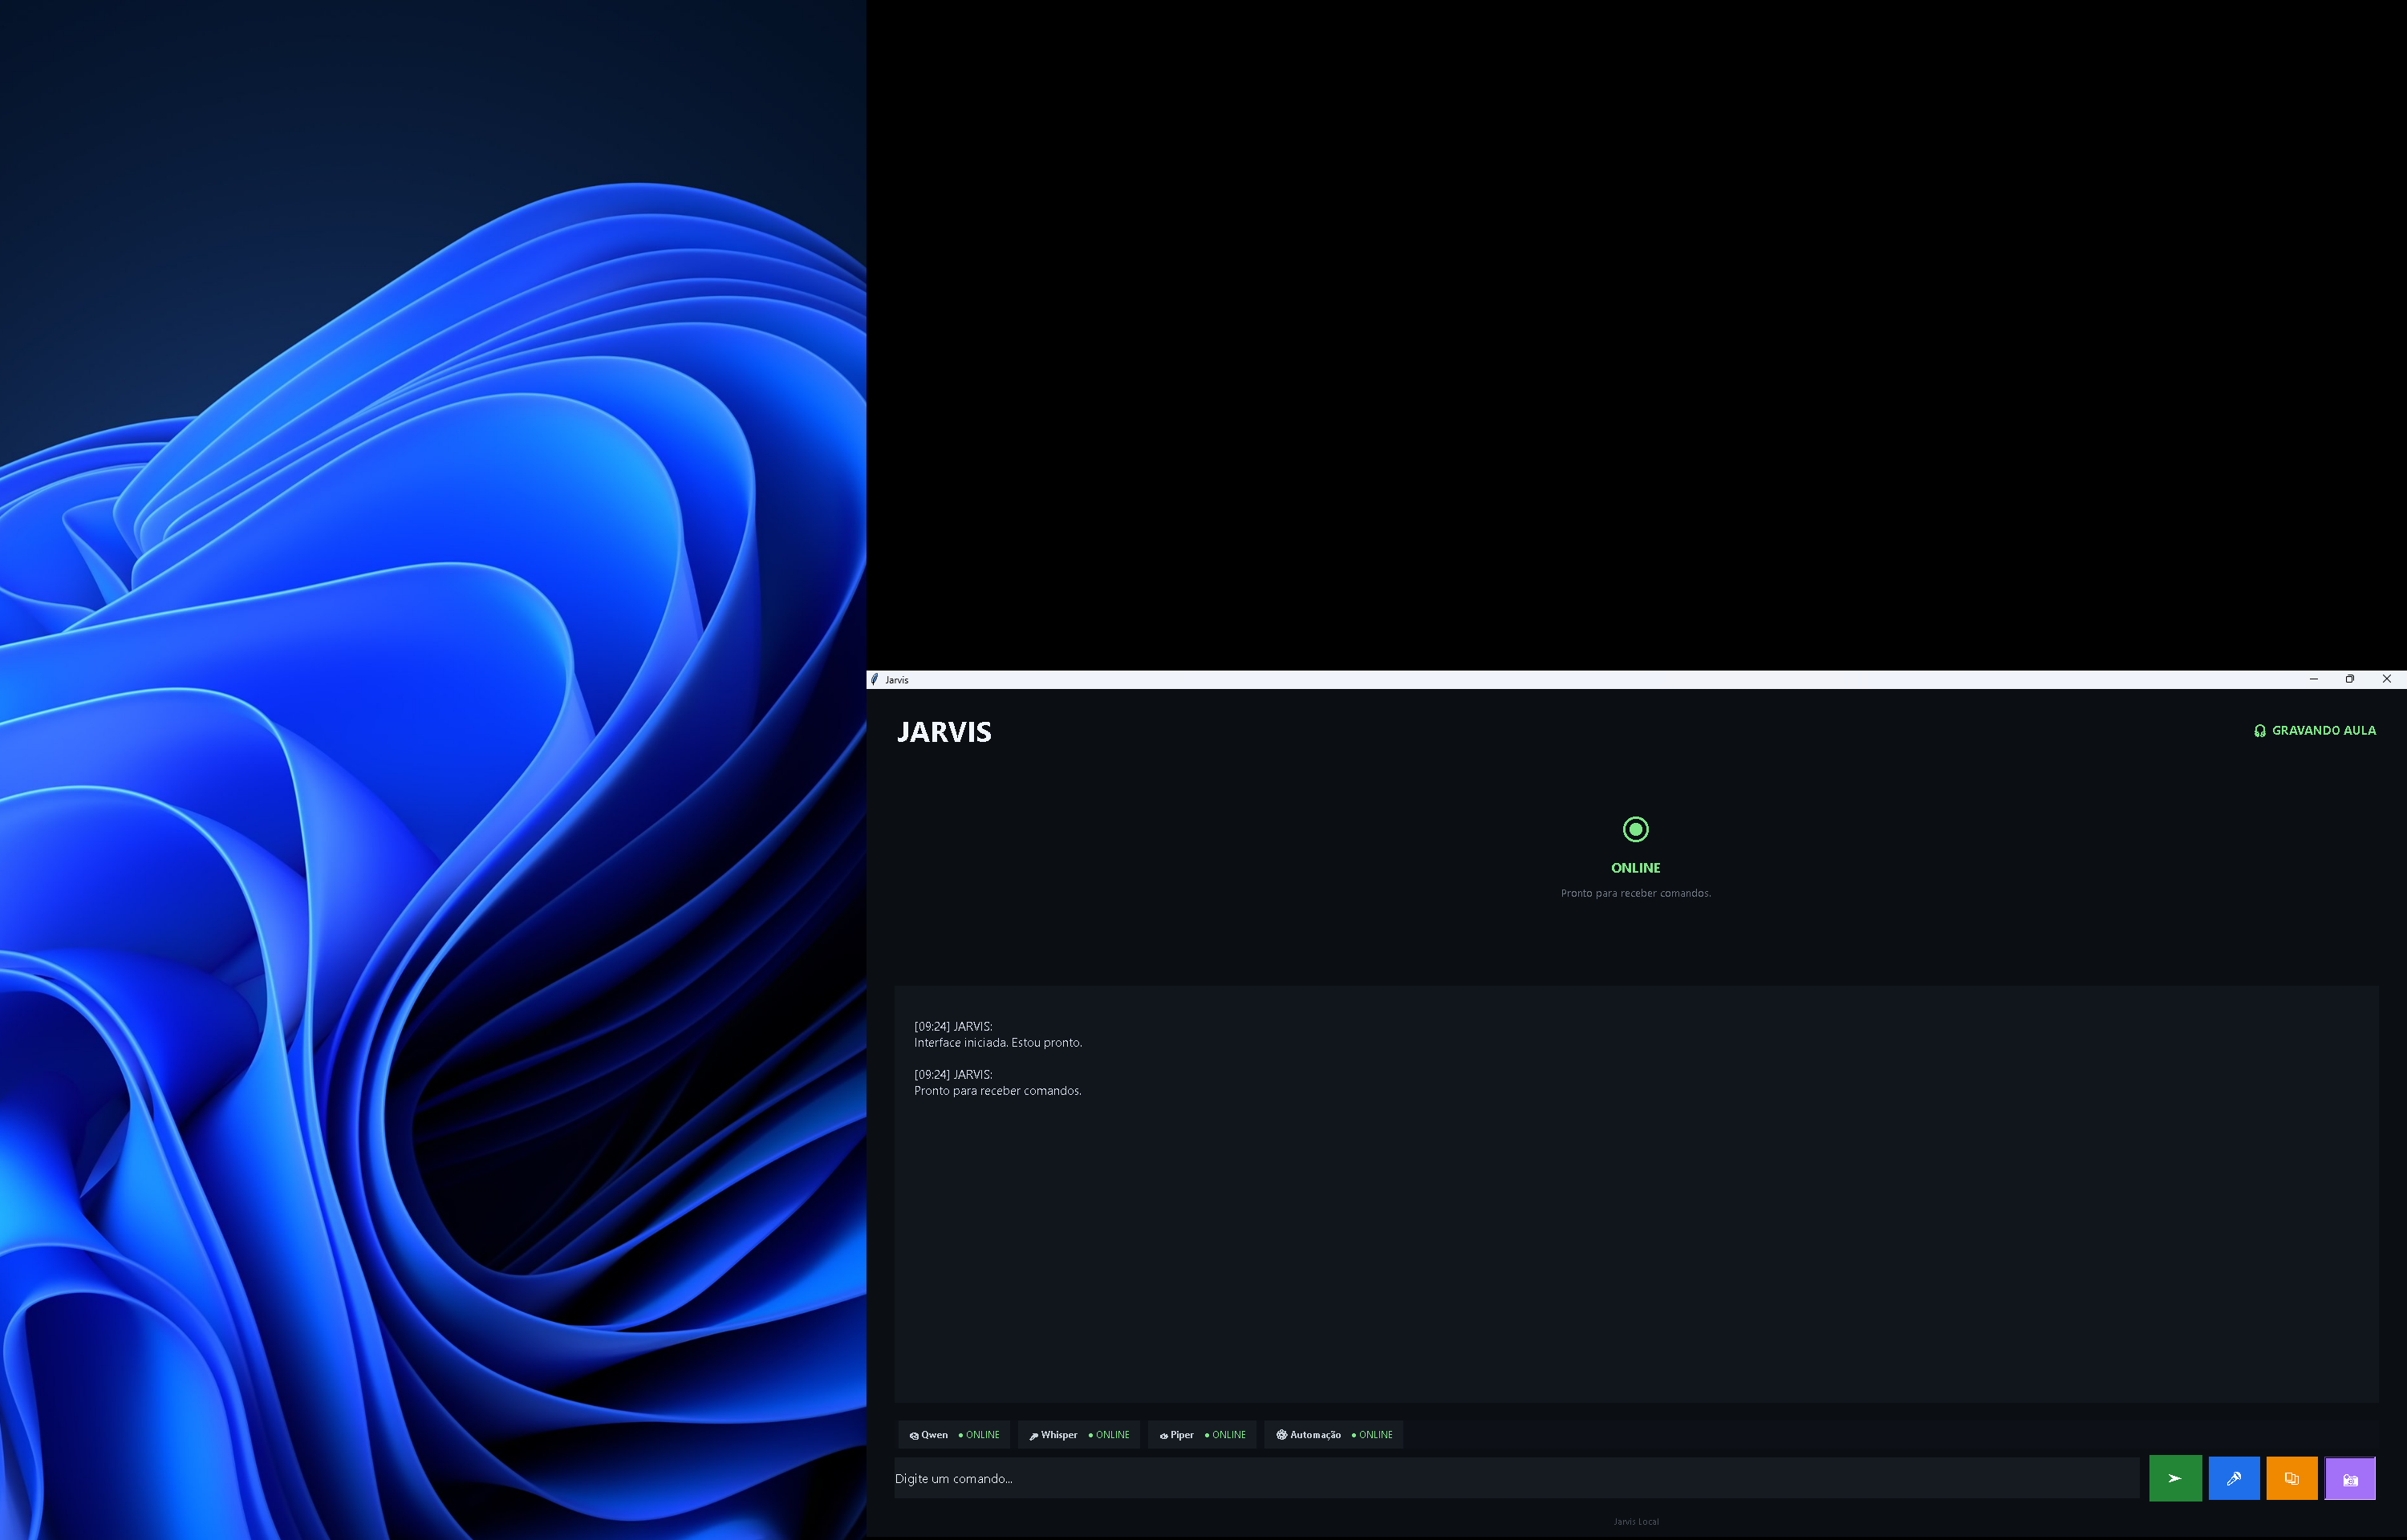 Jarvis
JARVIS
GRAVANDO AULA
ONLINE
Pronto para receber comandos.
[09:24] JARVIS:
Interface iniciada. Estou pronto.
[09:24] JARVIS:
Pronto para receber comandos.
Qwen ● ONLINE
Whisper ● ONLINE
Piper ● ONLINE
Automação ● ONLINE
Digite um comando...
Jarvis Local